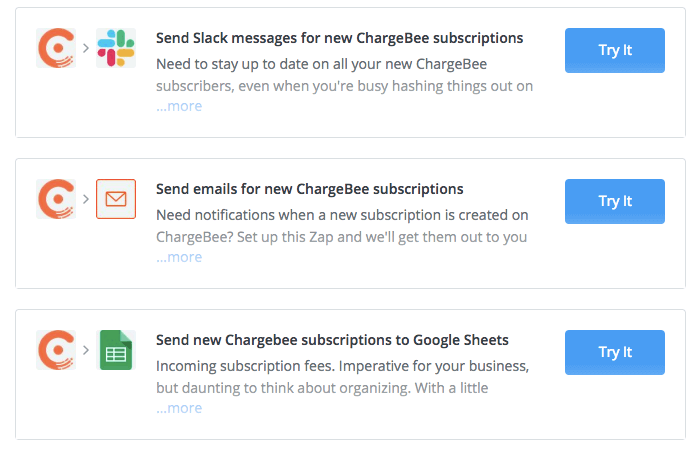 Send Slack messages for new ChargeBee subscriptions
Try It
Need to stay up to date on all your new ChargeBee
subscribers, even when you're busy hashing things out on
...more
Send emails for new ChargeBee subscriptions
Try It
Need notifications when a new subscription is created on
ChargeBee? Set up this Zap and we'll get them out to you
...more
Send new Chargebee subscriptions to Google Sheets
Try It
Incoming subscription fees. Imperative for your business,
but daunting to think about organizing. With a little
...more